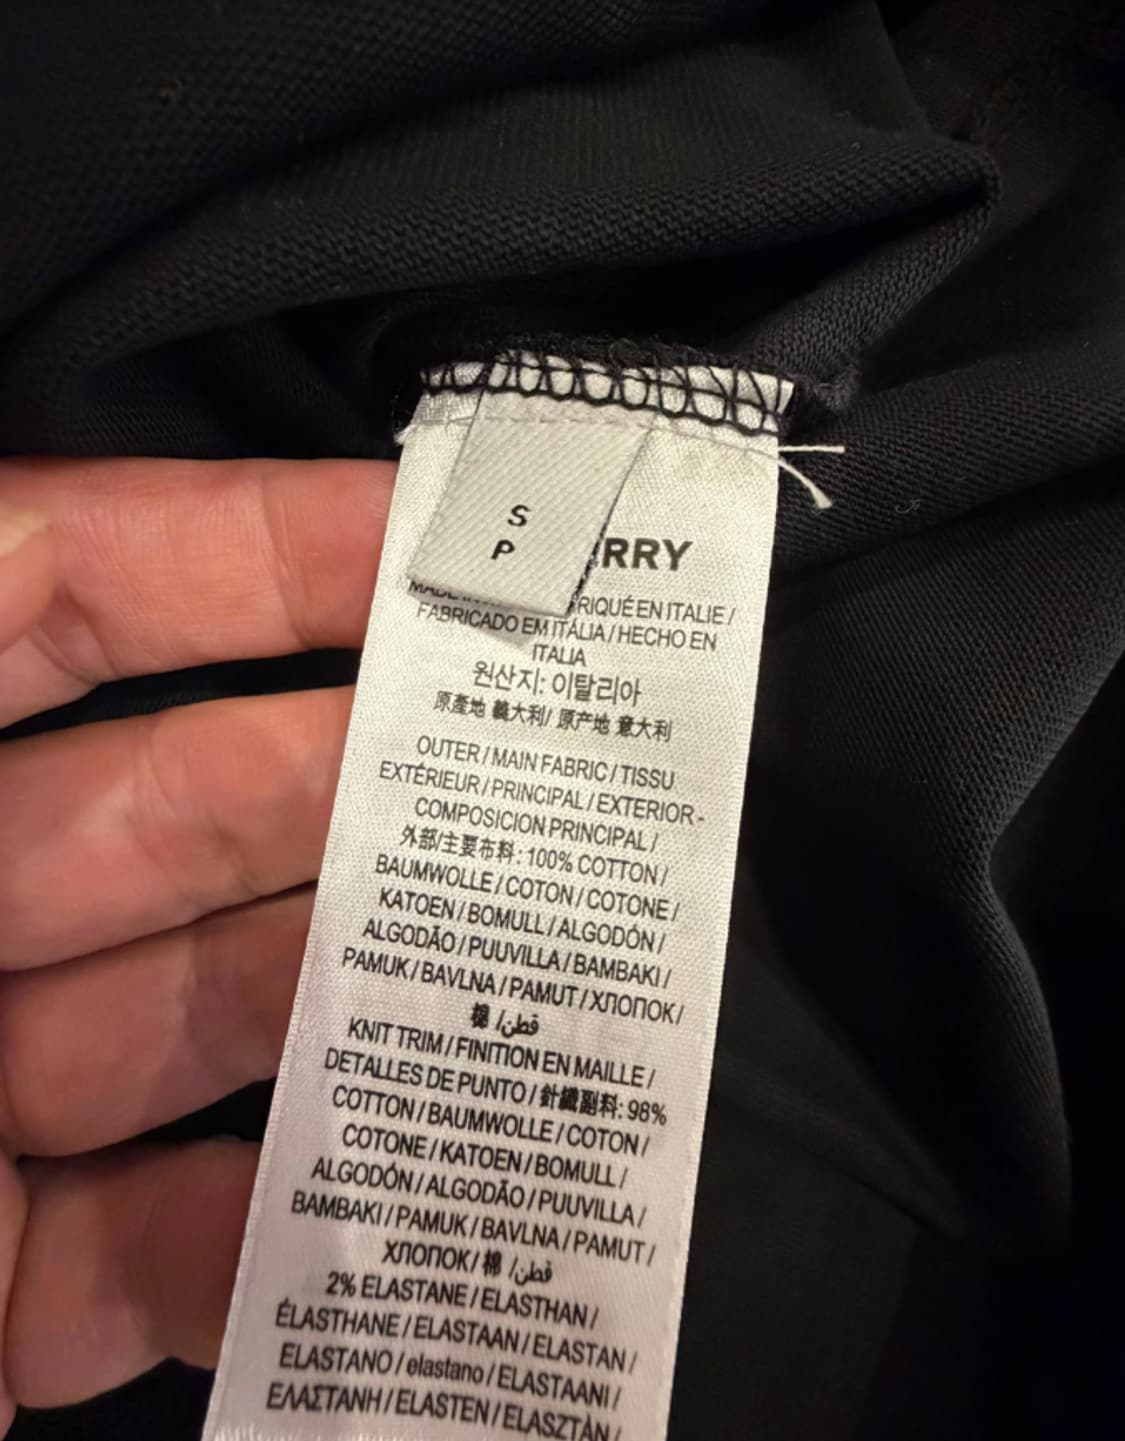 S
P
RRY
MADE IN RIQUÉ EN ITALIE /
FABRICADO EM ITÁLIA / HECHO EN
ITALIA
원산지: 이탈리아
原產地 義大利/ 原产地 意大利
OUTER / MAIN FABRIC / TISSU
EXTÉRIEUR / PRINCIPAL / EXTERIOR -
COMPOSICION PRINCIPAL /
外部/主要布料: 100% COTTON /
BAUMWOLLE / COTON / COTONE /
KATOEN / BOMULL / ALGODÓN /
ALGODÃO / PUUVILLA / BAMBAKI /
PAMUK / BAVLNA / PAMUT / ХЛОПОК /
棉 /قطن
KNIT TRIM / FINITION EN MAILLE /
DETALLES DE PUNTO / 針織副料: 98%
COTTON / BAUMWOLLE / COTON /
COTONE / KATOEN / BOMULL /
ALGODÓN / ALGODÃO / PUUVILLA /
BAMBAKI / PAMUK / BAVLNA / PAMUT /
ХЛОПОК / 棉 /قطن
2% ELASTANE / ELASTHAN /
ÉLASTHANE / ELASTAAN / ELASTAN /
ELASTANO / elastano / ELASTAANI /
ΕΛΑΣΤΑΝΗ / ELASTEN / ELASZTÁN /